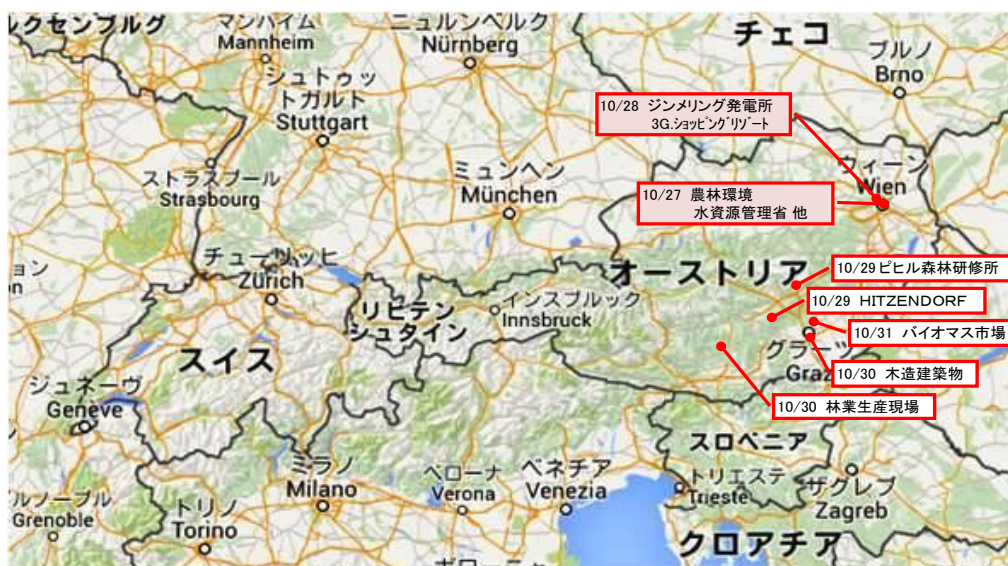 ルクセンブルグ
マンハイム
Mannheim
ニュルンベルク
Nürnberg
チェコ
ブルノ
Brno
シュトゥッ
トガルト
Stuttgart
10/28 ジンメリング発電所
3G.ショッピングリゾート
ストラスブール
Strasbourg
ミュンヘン
München
ウィーン
Wien
10/27 農林環境
水資源管理省 他
チューリッヒ
Zürich
オーストリア
10/29ピヒル森林研修所
リヒテン
シュタイン
インスブルック
Innsbruck
10/29 HITZENDORF
10/31 バイオマス市場
スイス
グラーツ
Graz
10/30 木造建築物
ジュネーヴ
Genève
10/30 林業生産現場
スロベニア
ミラノ
Milano
ベローナ
Verona
ベネチア
Venezia
トリエステ
Trieste
ザグレブ
Zagreb
グルノーブル
Grenoble
トリノ
Torino
クロアチア